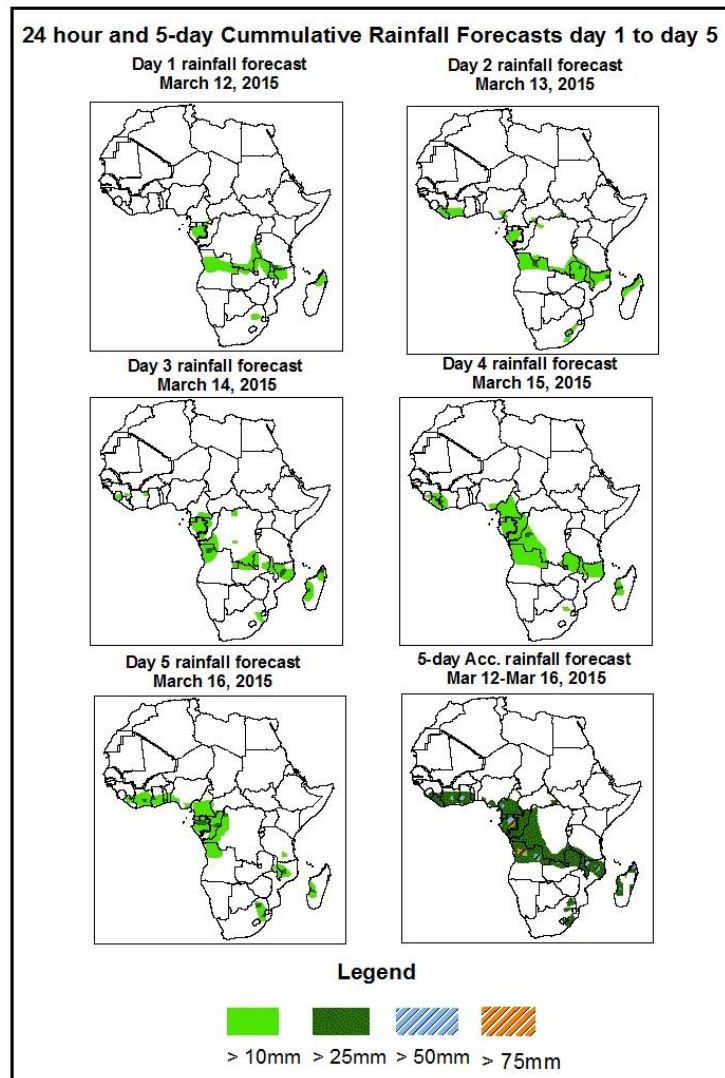 24 hour and 5-day Cummulative Rainfall Forecasts day 1 to day 5
Day 1 rainfall forecast
March 12, 2015
Day 2 rainfall forecast
March 13, 2015
Day 3 rainfall forecast
March 14, 2015
Day 4 rainfall forecast
March 15, 2015
Day 5 rainfall forecast
March 16, 2015
5-day Acc. rainfall forecast
Mar 12-Mar 16, 2015
Legend
> 10mm > 25mm > 50mm > 75mm